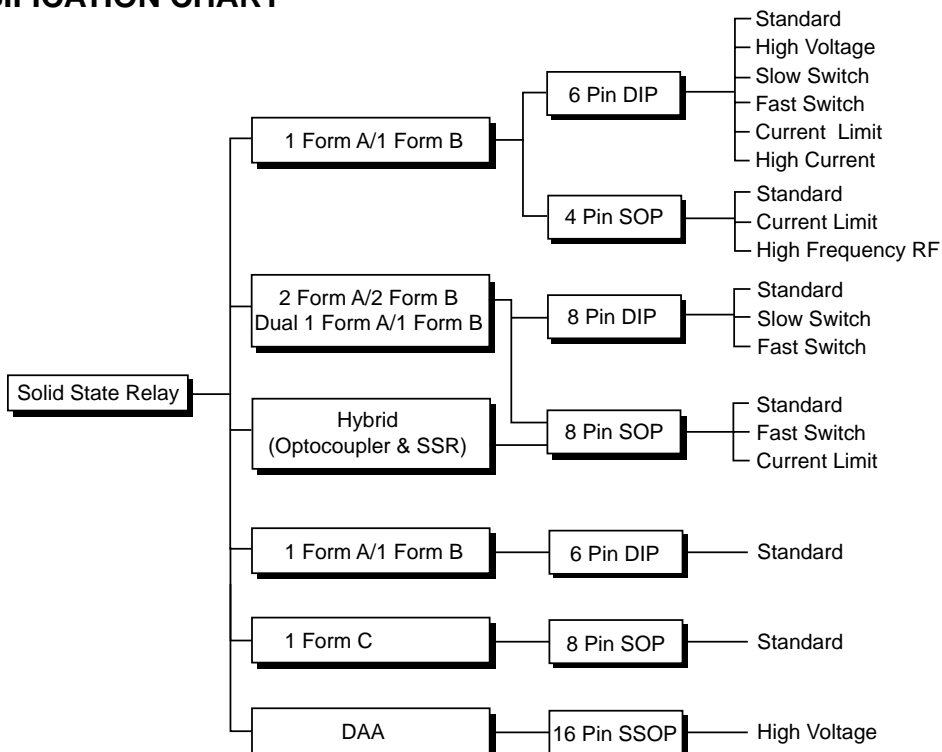 SIFICATION CHART
Solid State Relay
1 Form A/1 Form B
6 Pin DIP
Standard
High Voltage
Slow Switch
Fast Switch
Current Limit
High Current
4 Pin SOP
Standard
Current Limit
High Frequency RF
2 Form A/2 Form B
Dual 1 Form A/1 Form B
8 Pin DIP
Standard
Slow Switch
Fast Switch
Hybrid
(Optocoupler & SSR)
8 Pin SOP
Standard
Fast Switch
Current Limit
1 Form A/1 Form B
6 Pin DIP
Standard
1 Form C
8 Pin SOP
Standard
DAA
16 Pin SSOP
High Voltage